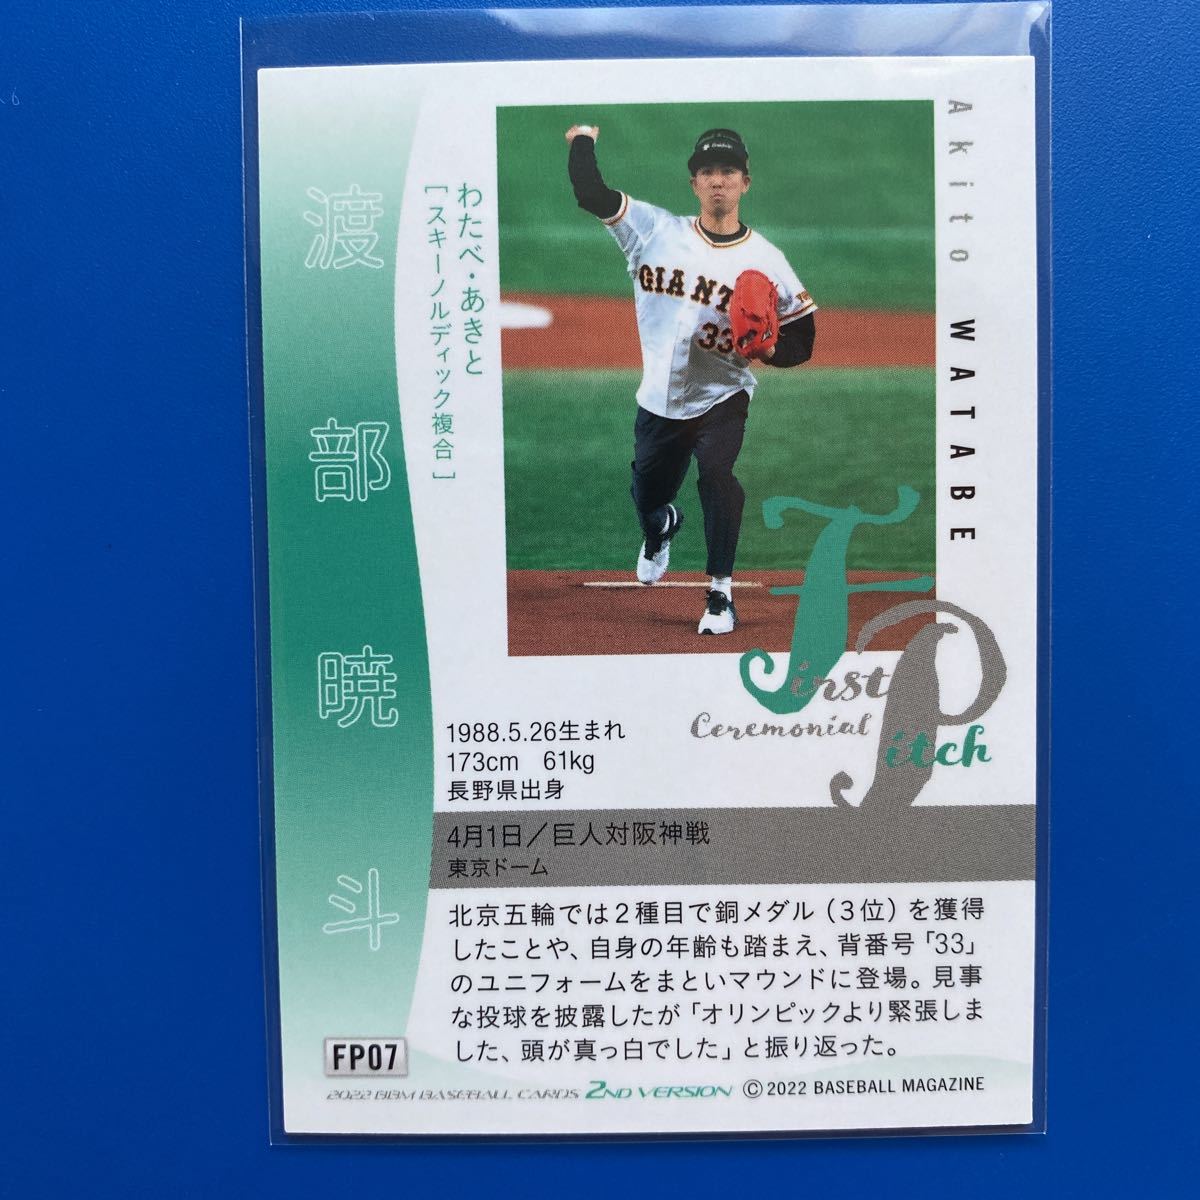 渡部暁斗
わたべ・あきと
［スキーノルディック複合］
Akito WATABE
GIANT
33
First
Ceremonial
Pitch
1988.5.26生まれ
173cm 61kg
長野県出身
4月1日／巨人対阪神戦
東京ドーム
北京五輪では2種目で銅メダル（3位）を獲得
したことや、自身の年齢も踏まえ、背番号「33」
のユニフォームをまといマウンドに登場。見事
な投球を披露したが「オリンピックより緊張しま
した、頭が真っ白でした」と振り返った。
FP07
2022 BBM BASEBALL CARDS 2ND VERSION © 2022 BASEBALL MAGAZINE